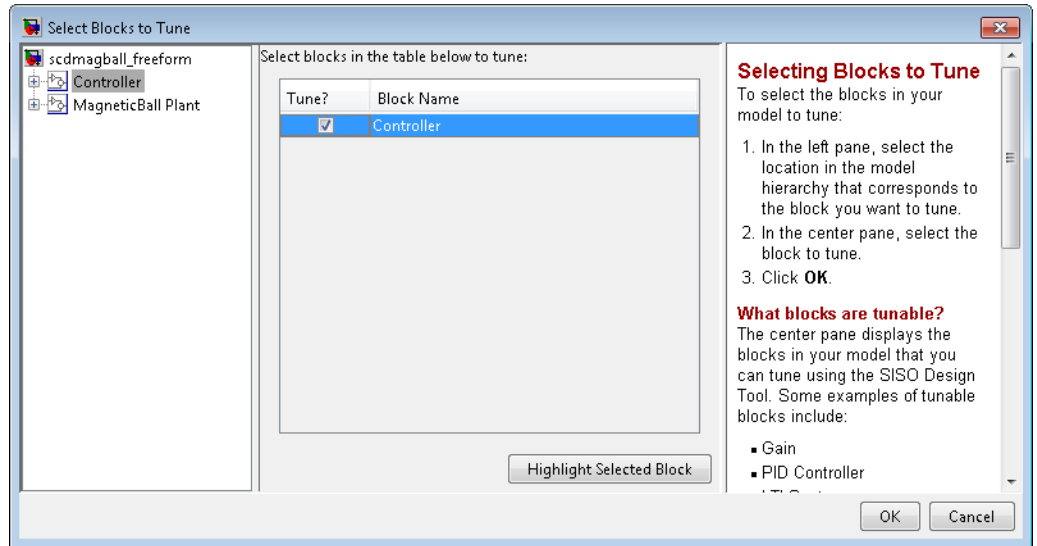 Select Blocks to Tune
scdmagball_freeform
Controller
MagneticBall Plant
Select blocks in the table below to tune:
Tune? Block Name
Controller
Highlight Selected Block
Selecting Blocks to Tune
To select the blocks in your
model to tune:
1. In the left pane, select the
location in the model
hierarchy that corresponds to
the block you want to tune.
2. In the center pane, select the
block to tune.
3. Click OK.
What blocks are tunable?
The center pane displays the
blocks in your model that you
can tune using the SISO Design
Tool. Some examples of tunable
blocks include:
▪ Gain
▪ PID Controller
OK Cancel